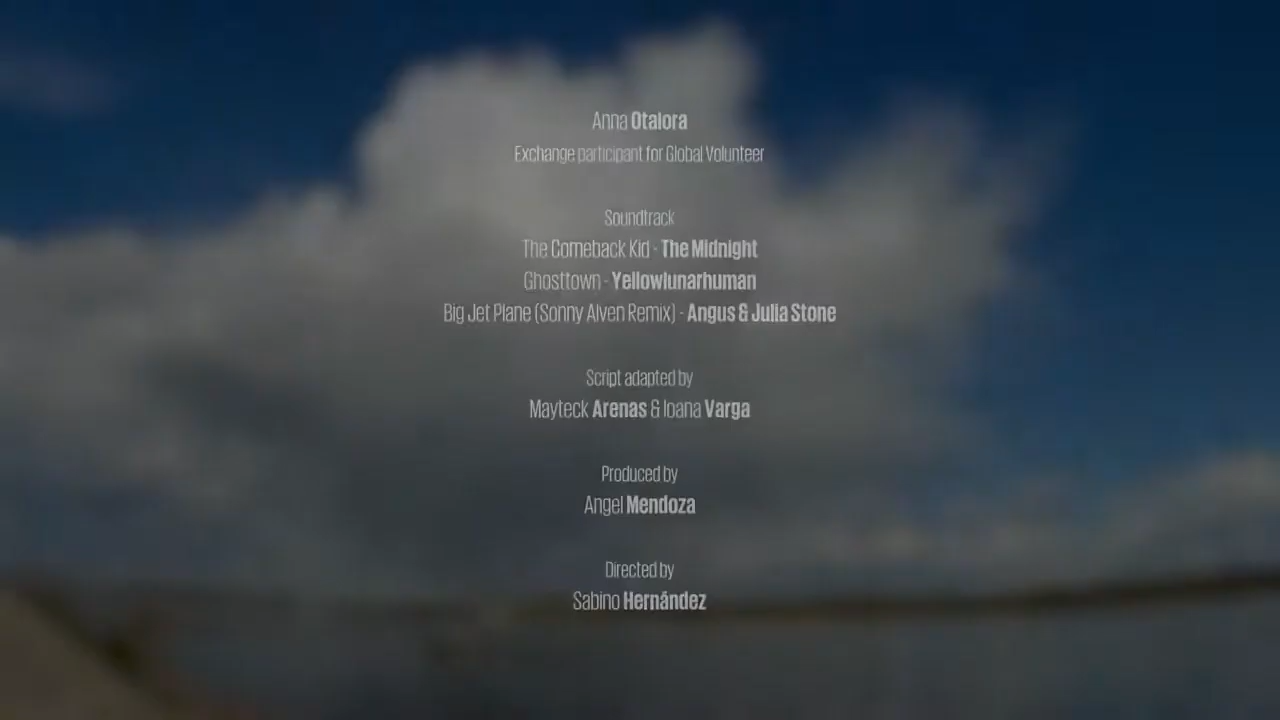 Anna Otalora
Exchange participant for Global Volunteer
Soundtrack
The Comeback Kid - The Midnight
Ghosttown - Yellowlunarhuman
Big Jet Plane (Sonny Alven Remix) - Angus & Julia Stone
Script adapted by
Mayteck Arenas & Ioana Varga
Produced by
Angel Mendoza
Directed by
Sabino Hernández